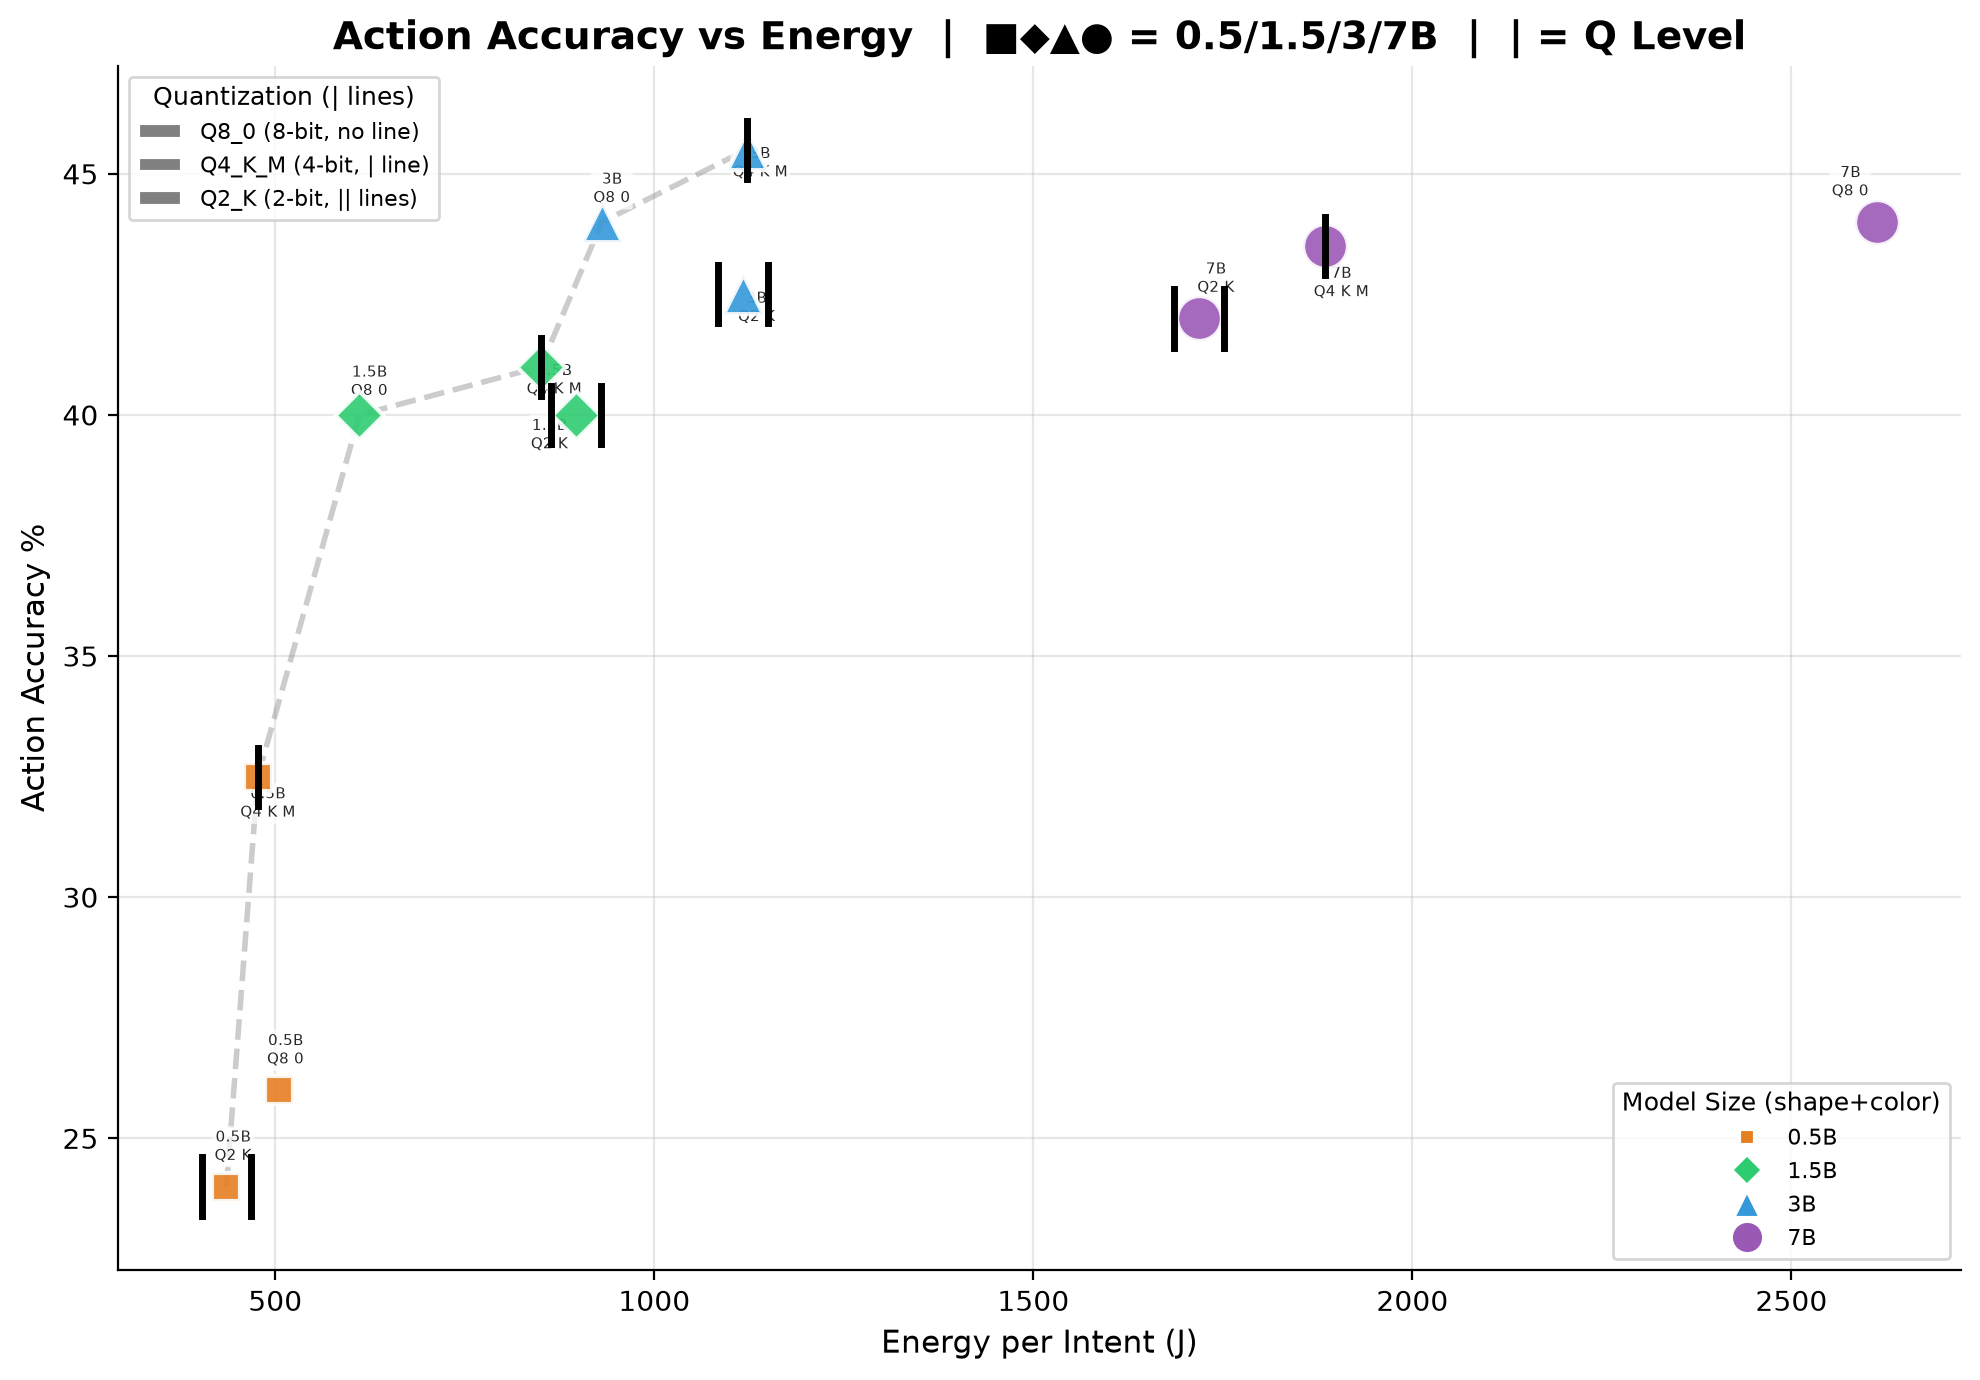 Action Accuracy vs Energy | ■◆▲● = 0.5/1.5/3/7B | | = Q Level
Quantization (| lines)
Q8_0 (8-bit, no line)
Q4_K_M (4-bit, | line)
Q2_K (2-bit, || lines)
Action Accuracy %
45
40
35
30
25
3B
Q8 0
K M
7B
Q8 0
7B
Q2 K
7B
Q4 K M
1.5B
Q8 0
K M
Q2 K
Q4 K M
0.5B
Q8 0
0.5B
Q2 K
Model Size (shape+color)
0.5B
1.5B
3B
7B
500
1000
1500
2000
2500
Energy per Intent (J)